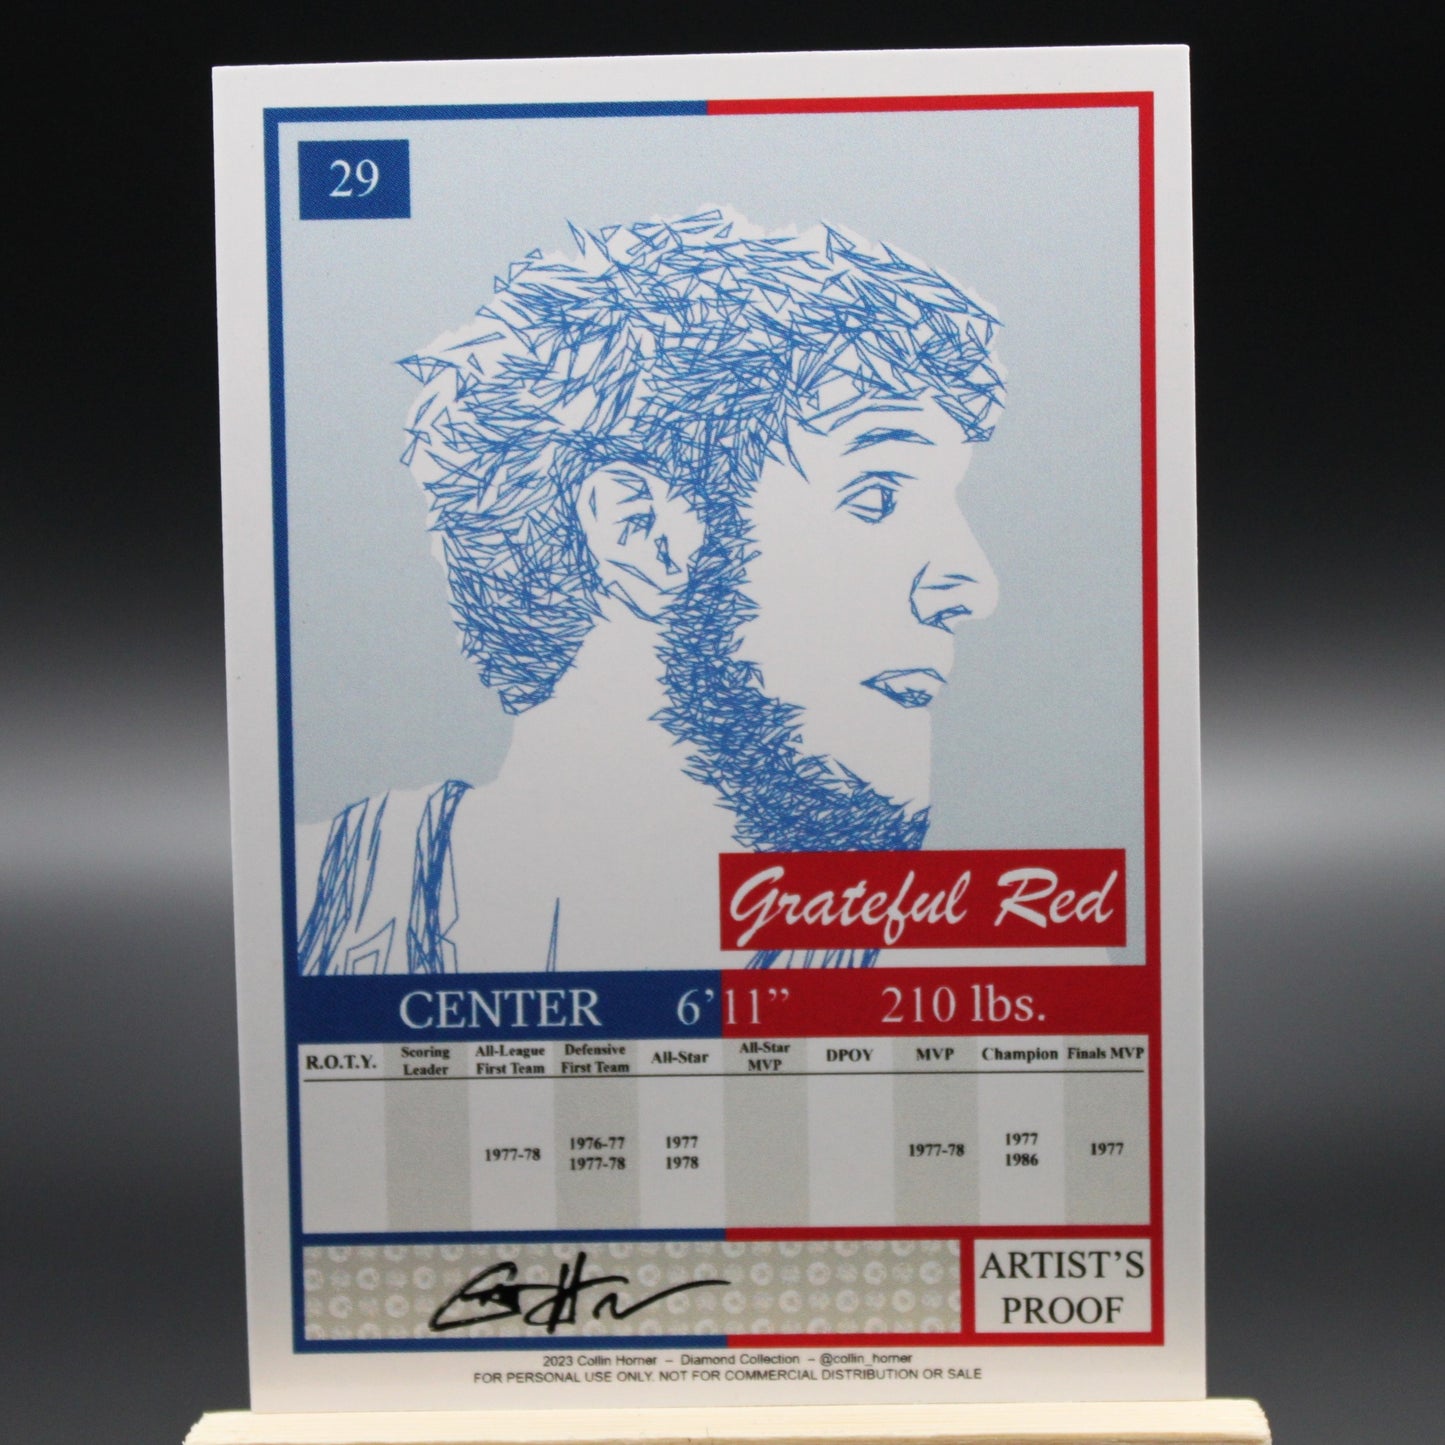 29
Grateful Red
CENTER 6’11” 210 lbs.
R.O.T.Y. Scoring Leader All-League First Team Defensive First Team All-Star All-Star MVP DPOY MVP Champion Finals MVP
1977-78 1976-77 1977-78 1977 1978 1977-78 1977 1986 1977
ARTIST’S
PROOF
2023 Collin Horner – Diamond Collection – @collin_horner
FOR PERSONAL USE ONLY. NOT FOR COMMERCIAL DISTRIBUTION OR SALE